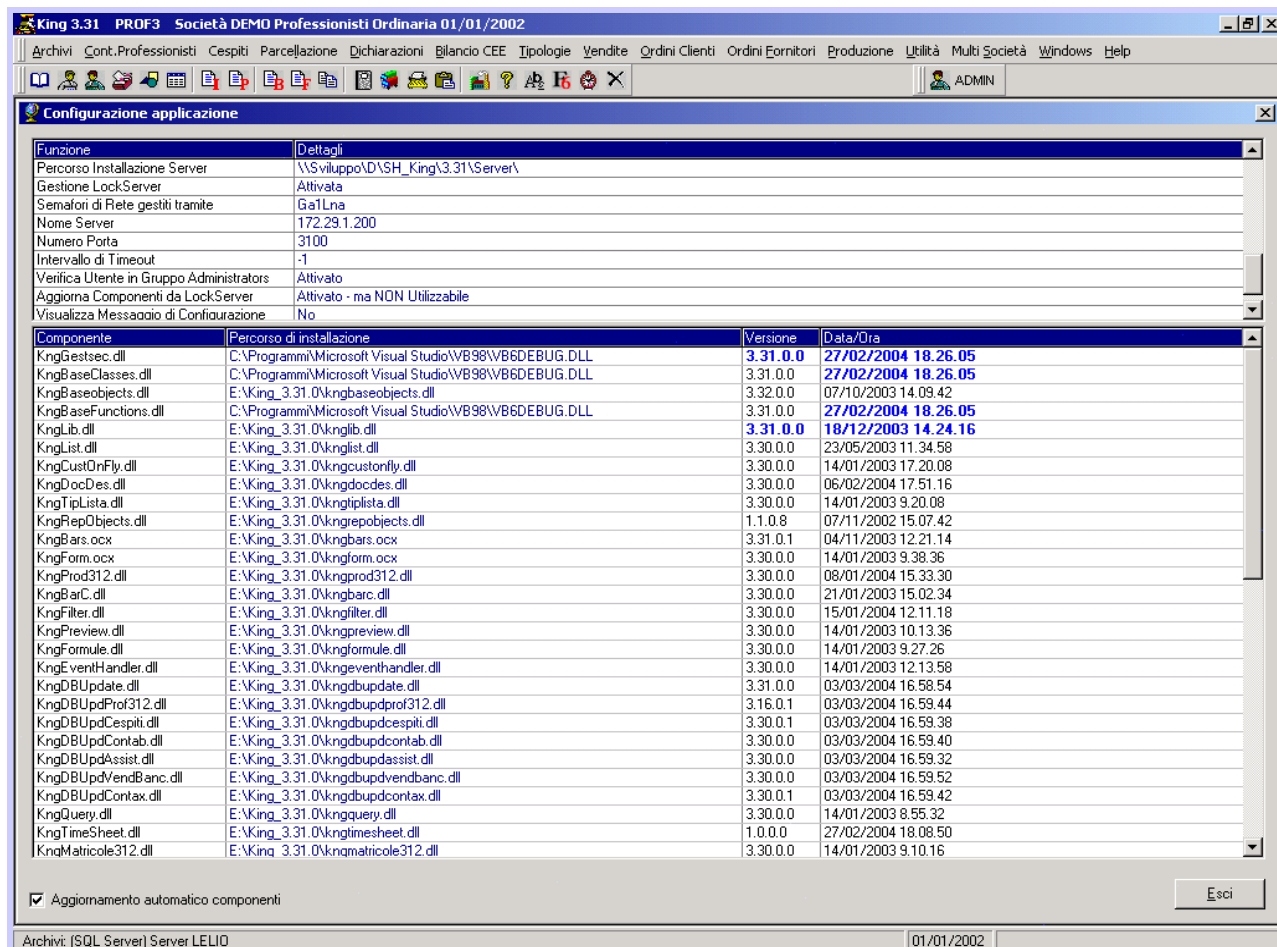 King 3.31 PROF3 Società DEMO Professionisti Ordinaria 01/01/2002
Archivi Cont.Professionisti Cespiti Parcellazione Dichiarazioni Bilancio CEE Tipologie Vendite Ordini Clienti Ordini Fornitori Produzione Utilità Multi Società Windows Help
ADMIN
Configurazione applicazione
Funzione Dettagli
Percorso Installazione Server \\Sviluppo\D\SH_King\3.31\Server\
Gestione LockServer Attivata
Semafori di Rete gestiti tramite Ga1Lna
Nome Server 172.29.1.200
Numero Porta 3100
Intervallo di Timeout -1
Verifica Utente in Gruppo Administrators Attivato
Aggiorna Componenti da LockServer Attivato - ma NON Utilizzabile
Visualizza Messaggio di Configurazione No
Componente Percorso di installazione Versione Data/Ora
KngGestsec.dll C:\Programmi\Microsoft Visual Studio\VB98\VB6DEBUG.DLL 3.31.0.0 27/02/2004 18.26.05
KngBaseClasses.dll C:\Programmi\Microsoft Visual Studio\VB98\VB6DEBUG.DLL 3.31.0.0 27/02/2004 18.26.05
KngBaseobjects.dll E:\King_3.31.0\kngbaseobjects.dll 3.32.0.0 07/10/2003 14.09.42
KngBaseFunctions.dll C:\Programmi\Microsoft Visual Studio\VB98\VB6DEBUG.DLL 3.31.0.0 27/02/2004 18.26.05
KngLib.dll E:\King_3.31.0\knglib.dll 3.31.0.0 18/12/2003 14.24.16
KngList.dll E:\King_3.31.0\knglist.dll 3.30.0.0 23/05/2003 11.34.58
KngCustOnFly.dll E:\King_3.31.0\kngcustonfly.dll 3.30.0.0 14/01/2003 17.20.08
KngDocDes.dll E:\King_3.31.0\kngdocdes.dll 3.30.0.0 06/02/2004 17.51.16
KngTipLista.dll E:\King_3.31.0\kngtiplista.dll 3.30.0.0 14/01/2003 9.20.08
KngRepObjects.dll E:\King_3.31.0\kngrepobjects.dll 1.1.0.8 07/11/2002 15.07.42
KngBars.ocx E:\King_3.31.0\kngbars.ocx 3.31.0.1 04/11/2003 12.21.14
KngForm.ocx E:\King_3.31.0\kngform.ocx 3.30.0.0 14/01/2003 9.38.36
KngProd312.dll E:\King_3.31.0\kngprod312.dll 3.30.0.0 08/01/2004 15.33.30
KngBarC.dll E:\King_3.31.0\kngbarc.dll 3.30.0.0 21/01/2003 15.02.34
KngFilter.dll E:\King_3.31.0\kngfilter.dll 3.30.0.0 15/01/2004 12.11.18
KngPreview.dll E:\King_3.31.0\kngpreview.dll 3.30.0.0 14/01/2003 10.13.36
KngFormule.dll E:\King_3.31.0\kngformule.dll 3.30.0.0 14/01/2003 9.27.26
KngEventHandler.dll E:\King_3.31.0\kngeventhandler.dll 3.30.0.0 14/01/2003 12.13.58
KngDBUpdate.dll E:\King_3.31.0\kngdbupdate.dll 3.31.0.0 03/03/2004 16.58.54
KngDBUpdProf312.dll E:\King_3.31.0\kngdbupdprof312.dll 3.16.0.1 03/03/2004 16.59.44
KngDBUpdCespiti.dll E:\King_3.31.0\kngdbupdcespiti.dll 3.30.0.1 03/03/2004 16.59.38
KngDBUpdContab.dll E:\King_3.31.0\kngdbupdcontab.dll 3.30.0.0 03/03/2004 16.59.40
KngDBUpdAssist.dll E:\King_3.31.0\kngdbupdassist.dll 3.30.0.0 03/03/2004 16.59.32
KngDBUpdVendBanc.dll E:\King_3.31.0\kngdbupdvendbanc.dll 3.30.0.0 03/03/2004 16.59.52
KngDBUpdContax.dll E:\King_3.31.0\kngdbupdcontax.dll 3.30.0.1 03/03/2004 16.59.42
KngQuery.dll E:\King_3.31.0\kngquery.dll 3.30.0.0 14/01/2003 8.55.32
KngTimeSheet.dll E:\King_3.31.0\kngtimesheet.dll 1.0.0.0 27/02/2004 18.08.50
KngMatricole312.dll E:\King_3.31.0\kngmatricole312.dll 3.30.0.0 14/01/2003 9.10.16
Aggiornamento automatico componenti
Esci
Archivi: (SQL Server) Server LELIO 01/01/2002